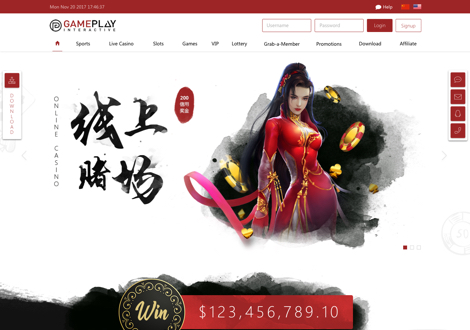 Mon Nov 20 2017 17:46:37
Help
GAMEPLAY
INTERACTIVE
Username
Password
Login
Signup
Sports
Live Casino
Slots
Games
VIP
Lottery
Grab-a-Member
Promotions
Download
Affiliate
DOWNLOAD
ONLINE CASINO
线上
赌场
200
信用
奖金
Win
$123,456,789.10